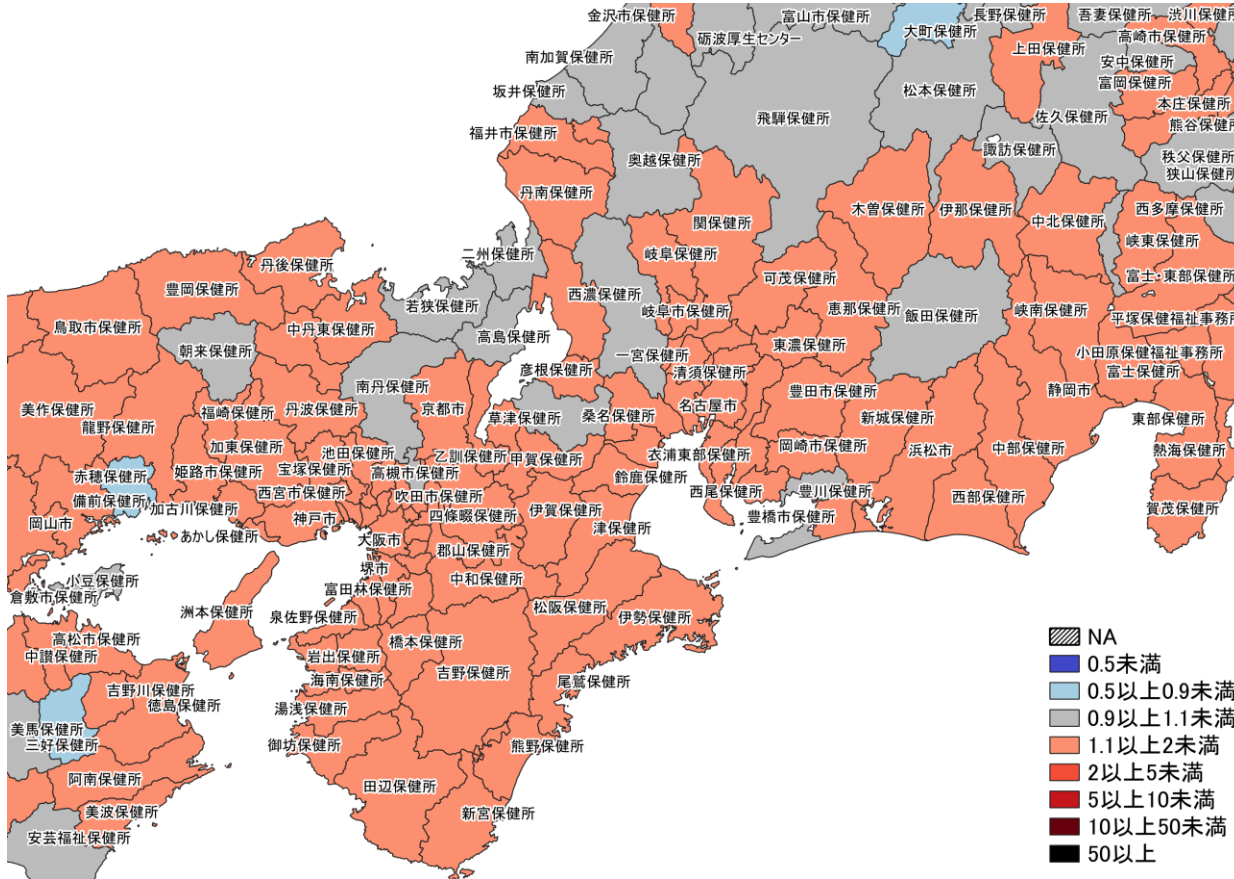 金沢市保健所
富山市保健所
長野保健所
吾妻保健所
渋川保健所
砺波厚生センター
大町保健所
高崎市保健所
南加賀保健所
上田保健所
安中保健所
坂井保健所
松本保健所
富岡保健所
本庄保健所
飛騨保健所
佐久保健所
熊谷保健所
福井市保健所
奥越保健所
諏訪保健所
秩父保健所
狭山保健所
丹南保健所
関保健所
木曽保健所
伊那保健所
中北保健所
西多摩保健所
峡東保健所
二州保健所
岐阜保健所
丹後保健所
可茂保健所
富士・東部保健所
豊岡保健所
西濃保健所
若狭保健所
恵那保健所
飯田保健所
峡南保健所
岐阜市保健所
平塚保健福祉事務所
鳥取市保健所
中丹東保健所
高島保健所
東濃保健所
朝来保健所
一宮保健所
小田原保健福祉事務所
彦根保健所
清須保健所
富士保健所
南丹保健所
豊田市保健所
静岡市
美作保健所
福崎保健所
丹波保健所
京都市
草津保健所
桑名保健所
名古屋市
新城保健所
東部保健所
龍野保健所
加東保健所
池田保健所
乙訓保健所
甲賀保健所
衣浦東部保健所
岡崎市保健所
浜松市
中部保健所
熱海保健所
赤穂保健所
姫路市保健所
宝塚保健所
高槻市保健所
鈴鹿保健所
備前保健所
西宮市保健所
吹田市保健所
西尾保健所
豊川保健所
西部保健所
賀茂保健所
加古川保健所
岡山市
神戸市
四條畷保健所
伊賀保健所
豊橋市保健所
あかし保健所
大阪市
津保健所
郡山保健所
堺市
小豆保健所
中和保健所
倉敷市保健所
富田林保健所
洲本保健所
泉佐野保健所
松阪保健所
伊勢保健所
高松市保健所
橋本保健所
中讃保健所
岩出保健所
吉野保健所
海南保健所
尾鷲保健所
吉野川保健所
徳島保健所
湯浅保健所
美馬保健所
三好保健所
御坊保健所
熊野保健所
阿南保健所
田辺保健所
美波保健所
新宮保健所
安芸福祉保健所
NA
0.5未満
0.5以上0.9未満
0.9以上1.1未満
1.1以上2未満
2以上5未満
5以上10未満
10以上50未満
50以上